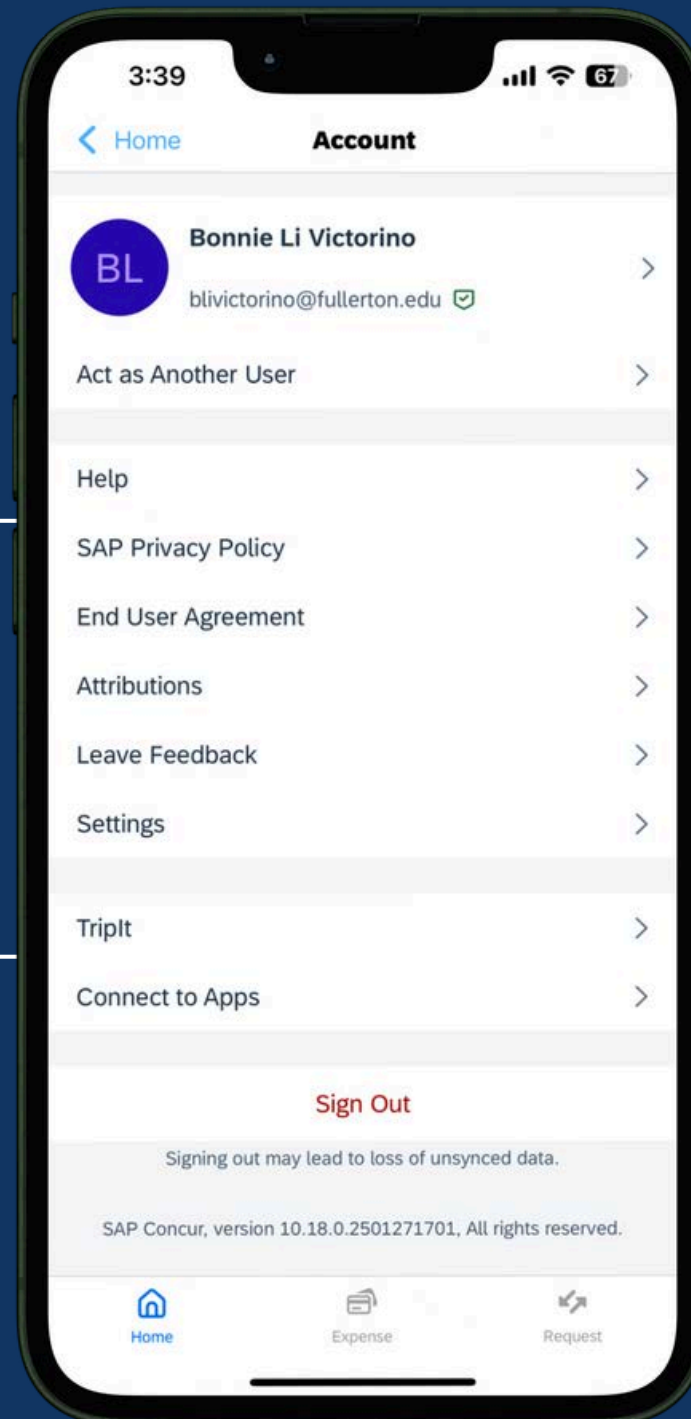 3:39
67
Home
Account
BL
Bonnie Li Victorino
blivictorino@fullerton.edu
Act as Another User
Help
SAP Privacy Policy
End User Agreement
Attributions
Leave Feedback
Settings
TripIt
Connect to Apps
Sign Out
Signing out may lead to loss of unsynced data.
SAP Concur, version 10.18.0.2501271701, All rights reserved.
Home
Expense
Request